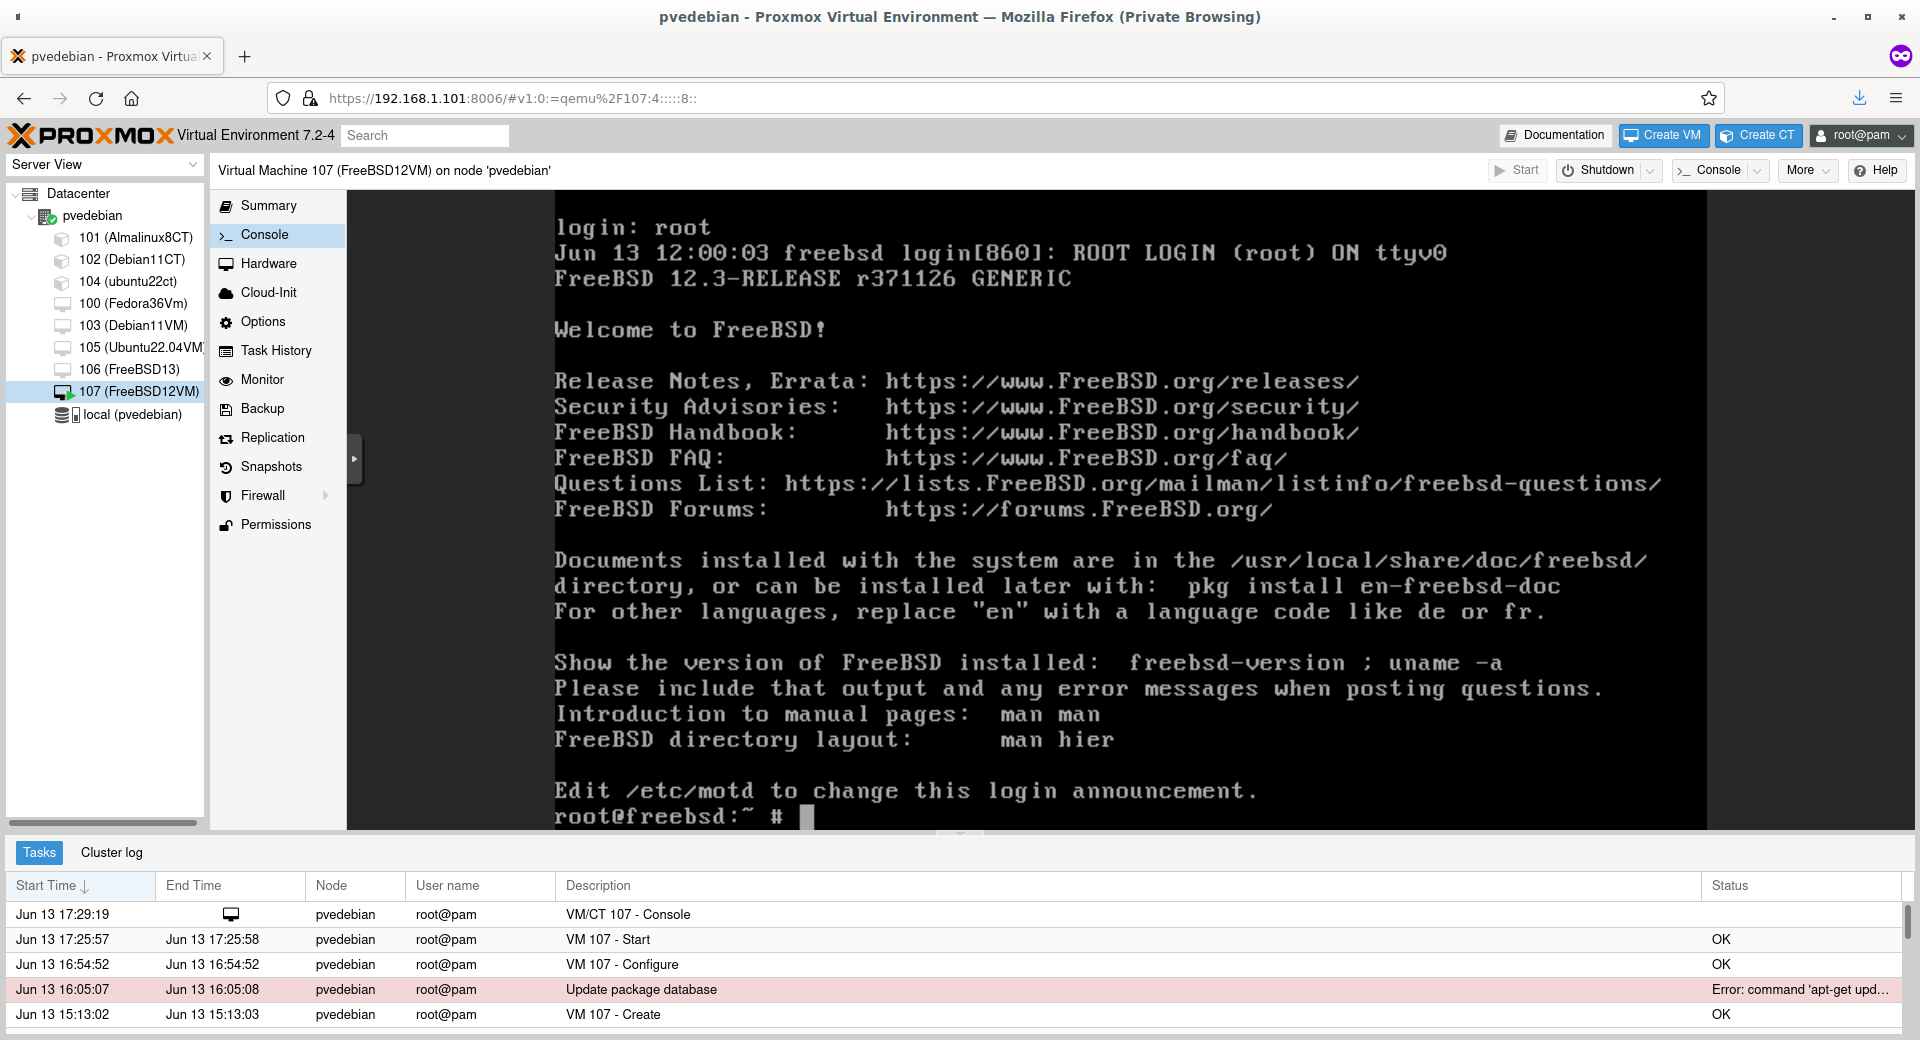 pvedebian - Proxmox Virtual Environment — Mozilla Firefox (Private Browsing)
pvedebian - Proxmox Virtua
https://192.168.1.101:8006/#v1:0:=qemu%2F107:4:::::8::
PROXMOX Virtual Environment 7.2-4 Search Documentation Create VM Create CT root@pam
Server View
Virtual Machine 107 (FreeBSD12VM) on node 'pvedebian' Start Shutdown Console More Help
Datacenter
pvedebian
101 (Almalinux8CT)
102 (Debian11CT)
104 (ubuntu22ct)
100 (Fedora36Vm)
103 (Debian11VM)
105 (Ubuntu22.04VM)
106 (FreeBSD13)
107 (FreeBSD12VM)
local (pvedebian)
Summary
Console
Hardware
Cloud-Init
Options
Task History
Monitor
Backup
Replication
Snapshots
Firewall
Permissions
login: root
Jun 13 12:00:03 freebsd login[860]: ROOT LOGIN (root) ON ttyv0
FreeBSD 12.3-RELEASE r371126 GENERIC
Welcome to FreeBSD!
Release Notes, Errata: https://www.FreeBSD.org/releases/
Security Advisories: https://www.FreeBSD.org/security/
FreeBSD Handbook: https://www.FreeBSD.org/handbook/
FreeBSD FAQ: https://www.FreeBSD.org/faq/
Questions List: https://lists.FreeBSD.org/mailman/listinfo/freebsd-questions/
FreeBSD Forums: https://forums.FreeBSD.org/
Documents installed with the system are in the /usr/local/share/doc/freebsd/
directory, or can be installed later with: pkg install en-freebsd-doc
For other languages, replace "en" with a language code like de or fr.
Show the version of FreeBSD installed: freebsd-version ; uname -a
Please include that output and any error messages when posting questions.
Introduction to manual pages: man man
FreeBSD directory layout: man hier
Edit /etc/motd to change this login announcement.
root@freebsd:~ #
Tasks Cluster log
Start Time End Time Node User name Description Status
Jun 13 17:29:19 pvedebian root@pam VM/CT 107 - Console
Jun 13 17:25:57 Jun 13 17:25:58 pvedebian root@pam VM 107 - Start OK
Jun 13 16:54:52 Jun 13 16:54:52 pvedebian root@pam VM 107 - Configure OK
Jun 13 16:05:07 Jun 13 16:05:08 pvedebian root@pam Update package database Error: command 'apt-get upd...
Jun 13 15:13:02 Jun 13 15:13:03 pvedebian root@pam VM 107 - Create OK